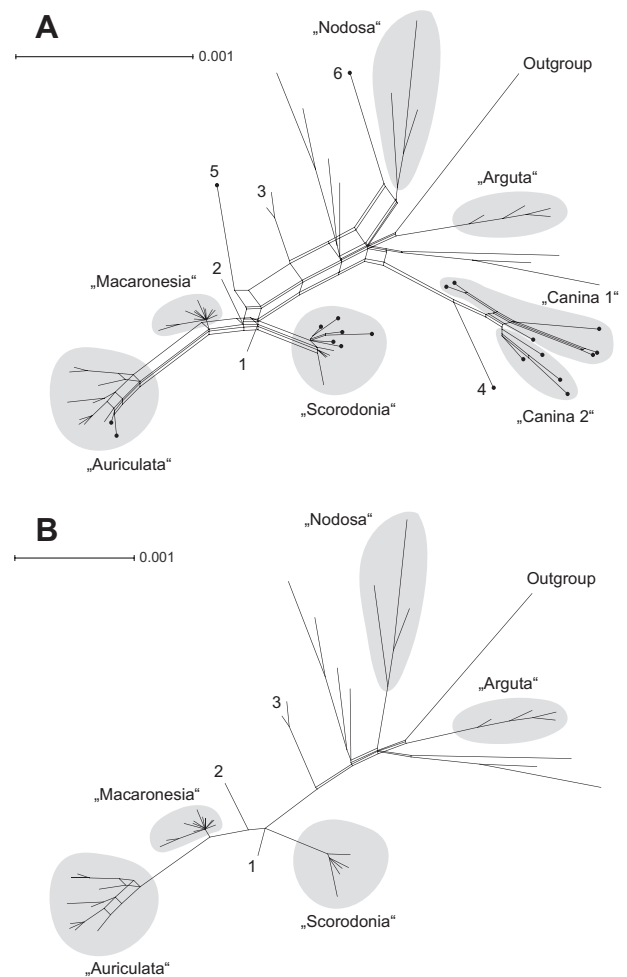 A
„Nodosa“
0.001
Outgroup
6
5
3
„Arguta“
2
„Macaronesia“
„Canina 1“
1
4
„Scorodonia“
„Canina 2“
„Auriculata“
B
„Nodosa“
0.001
Outgroup
„Arguta“
3
2
„Macaronesia“
1
„Scorodonia“
„Auriculata“